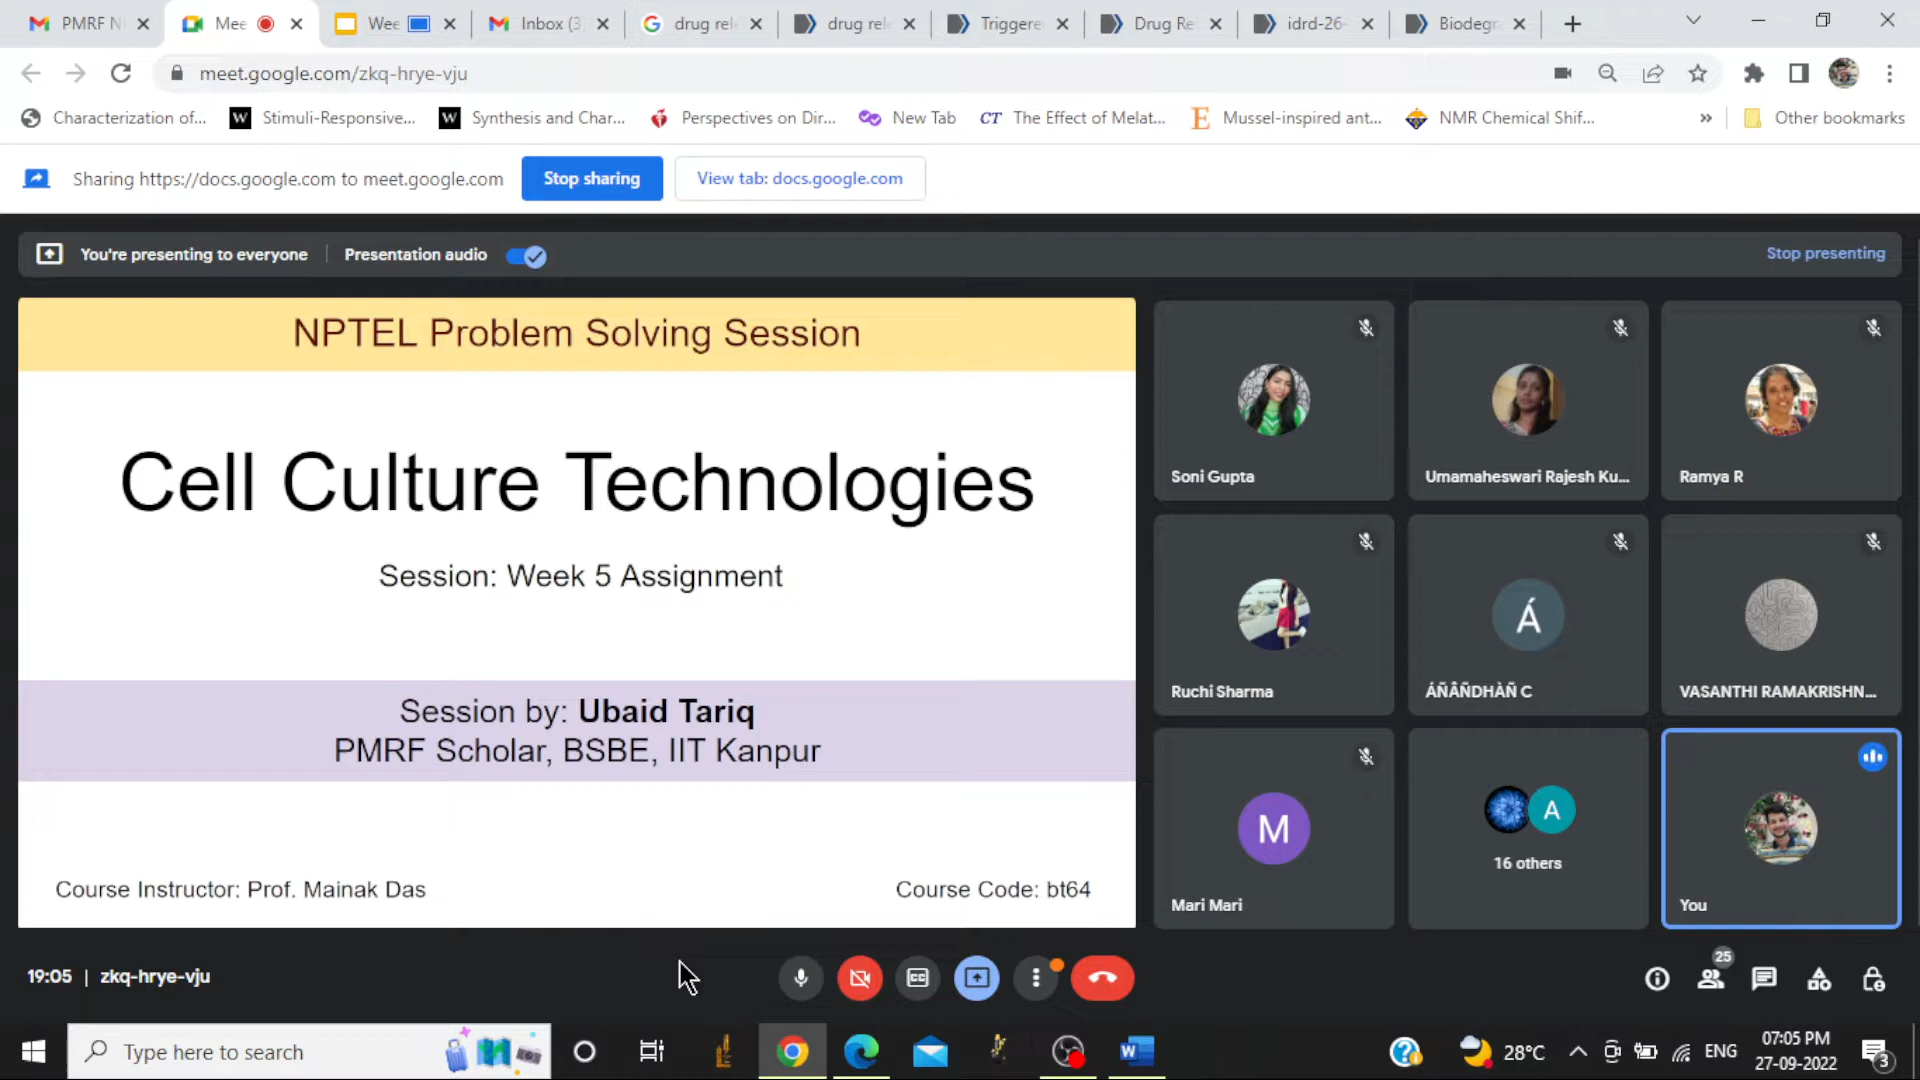 PMRF N
Mee
Wee
Inbox (3
drug rel
drug rel
Triggere
Drug Re
idrd-26-
Biodegr
meet.google.com/zkq-hrye-vju
Characterization of...
W Stimuli-Responsive...
W Synthesis and Char...
Perspectives on Dir...
New Tab
CT The Effect of Melat...
E Mussel-inspired ant...
NMR Chemical Shif...
»
Other bookmarks
Sharing https://docs.google.com to meet.google.com
Stop sharing
View tab: docs.google.com
You're presenting to everyone
Presentation audio
Stop presenting
NPTEL Problem Solving Session
Cell Culture Technologies
Session: Week 5 Assignment
Session by: Ubaid Tariq
PMRF Scholar, BSBE, IIT Kanpur
Course Instructor: Prof. Mainak Das
Course Code: bt64
Soni Gupta
Umamaheswari Rajesh Ku...
Ramya R
Ruchi Sharma
Á
ÁÑÂÑDHÀÑ C
VASANTHI RAMAKRISHN...
M
Mari Mari
A
16 others
You
19:05 | zkq-hrye-vju
CC
25
Type here to search
W
28°C
ENG
07:05 PM
27-09-2022
3